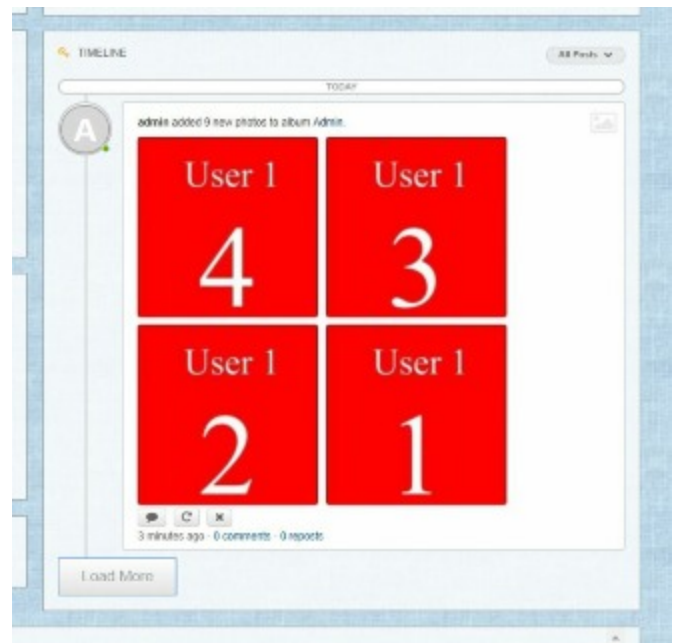 TIMELINE
All Posts
TODAY
A
admin added 9 new photos to album Admin.
User 1
4
User 1
3
User 1
2
User 1
1
3 minutes ago · 0 comments · 0 reposts
Load More